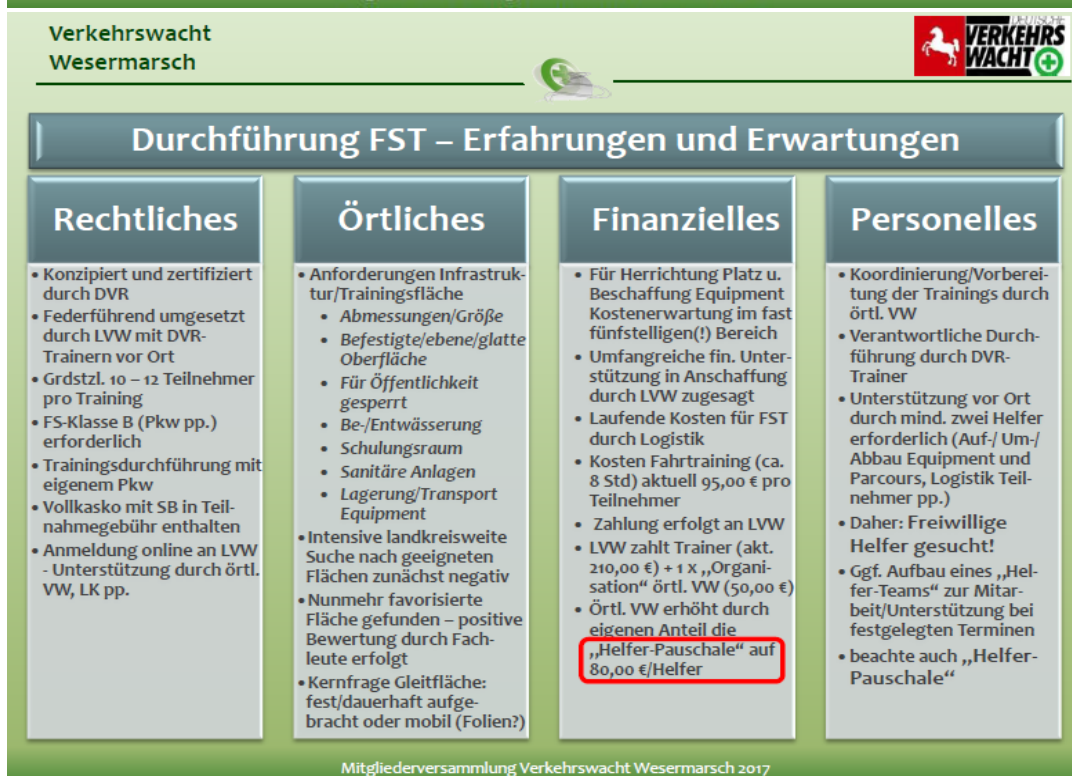 Verkehrswacht
Wesermarsch
DEUTSCHE
VERKEHRS
WACHT
Durchführung FST – Erfahrungen und Erwartungen
Rechtliches
• Konzipiert und zertifiziert
durch DVR
• Federführend umgesetzt
durch LVW mit DVR-
Trainern vor Ort
• Grdstzl. 10 – 12 Teilnehmer
pro Training
• FS-Klasse B (Pkw pp.)
erforderlich
• Trainingsdurchführung mit
eigenem Pkw
• Vollkasko mit SB in Teil-
nahmegebühr enthalten
• Anmeldung online an LVW
- Unterstützung durch örtl.
VW, LK pp.
Örtliches
• Anforderungen Infrastruk-
tur/Trainingsfläche
• Abmessungen/Größe
• Befestigte/ebene/glatte
Oberfläche
• Für Öffentlichkeit
gesperrt
• Be-/Entwässerung
• Schulungsraum
• Sanitäre Anlagen
• Lagerung/Transport
Equipment
• Intensive landkreisweite
Suche nach geeigneten
Flächen zunächst negativ
• Nunmehr favorisierte
Fläche gefunden – positive
Bewertung durch Fach-
leute erfolgt
• Kernfrage Gleitfläche:
fest/dauerhaft aufge-
bracht oder mobil (Folien?)
Finanzielles
• Für Herrichtung Platz u.
Beschaffung Equipment
Kostenerwartung im fast
fünfstelligen(!) Bereich
• Umfangreiche fin. Unter-
stützung in Anschaffung
durch LVW zugesagt
• Laufende Kosten für FST
durch Logistik
• Kosten Fahrtraining (ca.
8 Std) aktuell 95,00 € pro
Teilnehmer
• Zahlung erfolgt an LVW
• LVW zahlt Trainer (akt.
210,00 €) + 1 x „Organi-
sation“ örtl. VW (50,00 €)
• Örtl. VW erhöht durch
eigenen Anteil die
„Helfer-Pauschale“ auf
80,00 €/Helfer
Personelles
• Koordinierung/Vorberei-
tung der Trainings durch
örtl. VW
• Verantwortliche Durch-
führung durch DVR-
Trainer
• Unterstützung vor Ort
durch mind. zwei Helfer
erforderlich (Auf-/ Um-/
Abbau Equipment und
Parcours, Logistik Teil-
nehmer pp.)
• Daher: Freiwillige
Helfer gesucht!
• Ggf. Aufbau eines „Hel-
fer-Teams“ zur Mitar-
beit/Unterstützung bei
festgelegten Terminen
• beachte auch „Helfer-
Pauschale“
Mitgliederversammlung Verkehrswacht Wesermarsch 2017